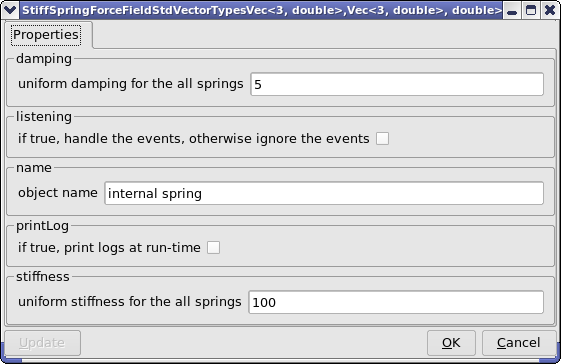 StiffSpringForceFieldStdVectorTypesVec<3, double>,Vec<3, double>, double>
Properties
damping
uniform damping for the all springs 5
listening
if true, handle the events, otherwise ignore the events
name
object name internal spring
printLog
if true, print logs at run-time
stiffness
uniform stiffness for the all springs 100
Update OK Cancel